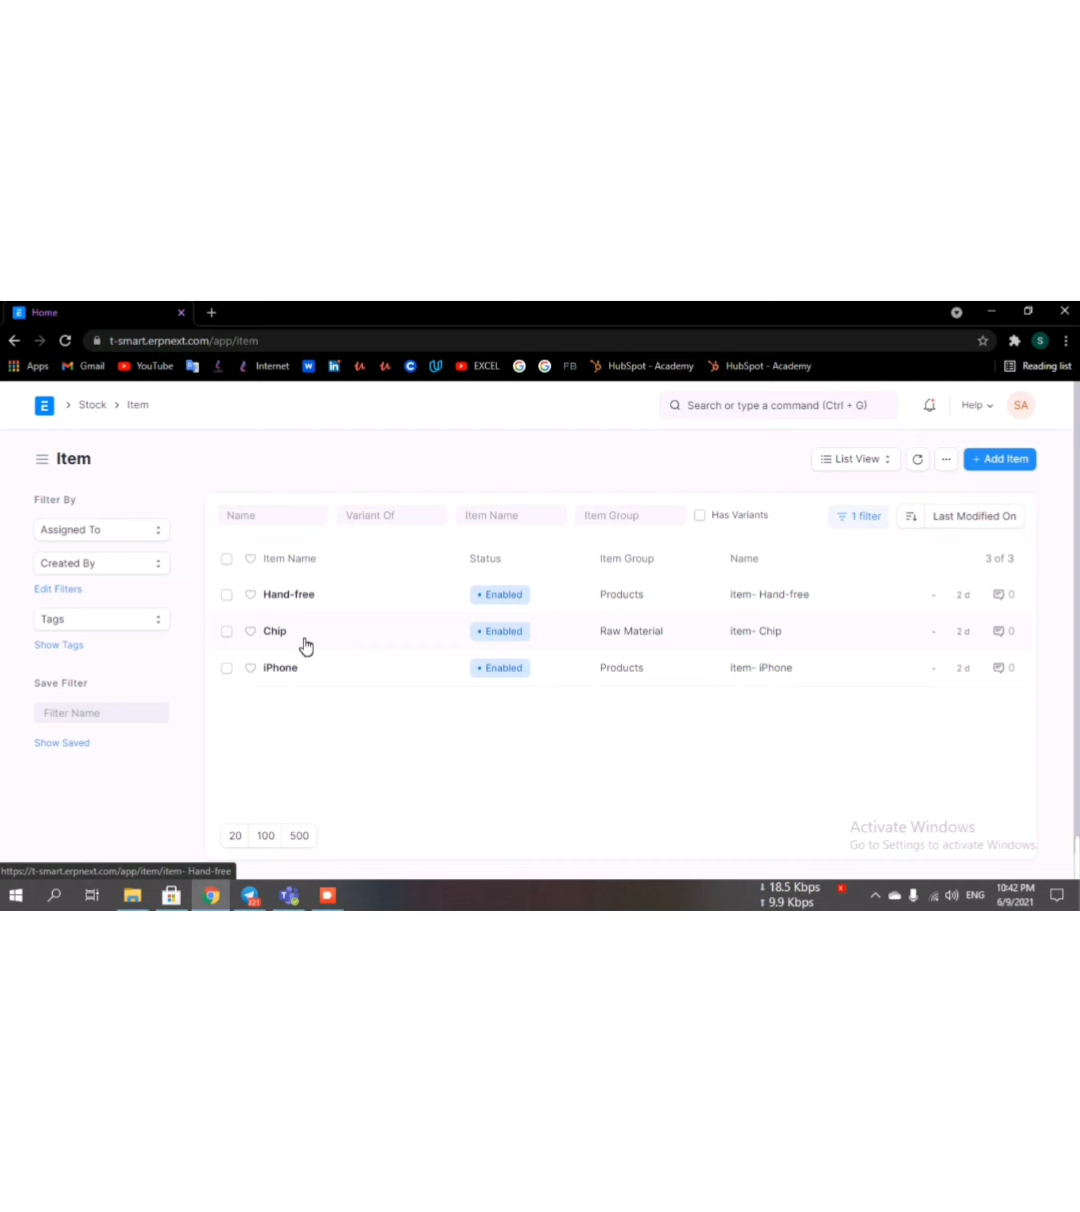 Home
t-smart.erpnext.com/app/item
Apps Gmail YouTube Internet EXCEL FB HubSpot - Academy HubSpot - Academy Reading list
Stock > Item Search or type a command (Ctrl + G) Help SA
Item List View + Add Item
Filter By
Assigned To
Created By
Edit Filters
Tags
Show Tags
Save Filter
Filter Name
Show Saved
Name Variant Of Item Name Item Group Has Variants 1 filter Last Modified On
Item Name Status Item Group Name 3 of 3
Hand-free • Enabled Products item- Hand-free - 2 d 0
Chip • Enabled Raw Material item- Chip - 2 d 0
iPhone • Enabled Products item- iPhone - 2 d 0
20 100 500
Activate Windows
Go to Settings to activate Windows.
https://t-smart.erpnext.com/app/item/item- Hand-free
18.5 Kbps
9.9 Kbps
ENG
10:42 PM
6/9/2021